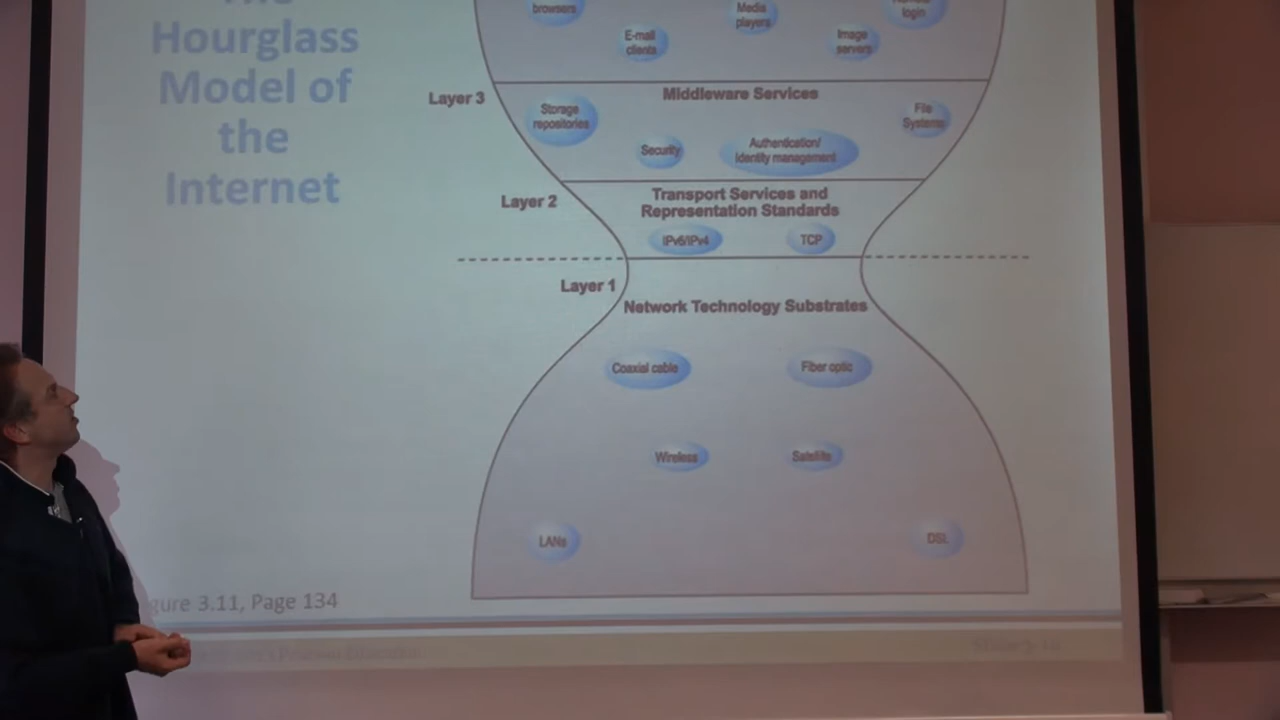 The
Hourglass
Model of
the
Internet
browsers
Media
players
login
E-mail
clients
Image
servers
Layer 3
Middleware Services
Storage
repositories
File
Systems
Security
Authentication/
Identity management
Layer 2
Transport Services and
Representation Standards
IPv6/IPv4
TCP
Layer 1
Network Technology Substrates
Coaxial cable
Fiber optic
Wireless
Satellite
LANs
DSL
gure 3.11, Page 134